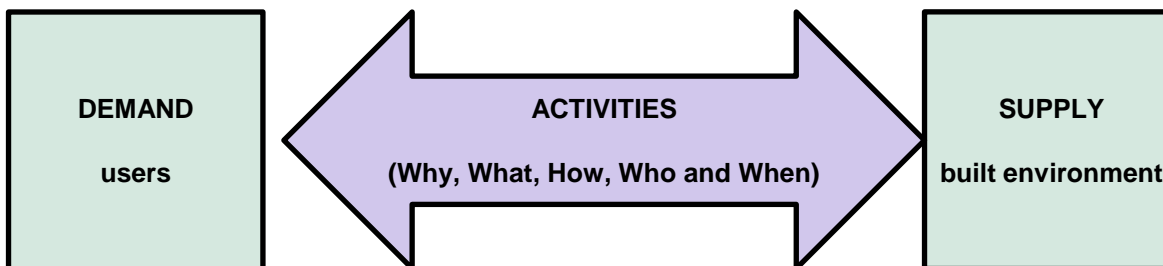 DEMAND
users
ACTIVITIES
(Why, What, How, Who and When)
SUPPLY
built environment